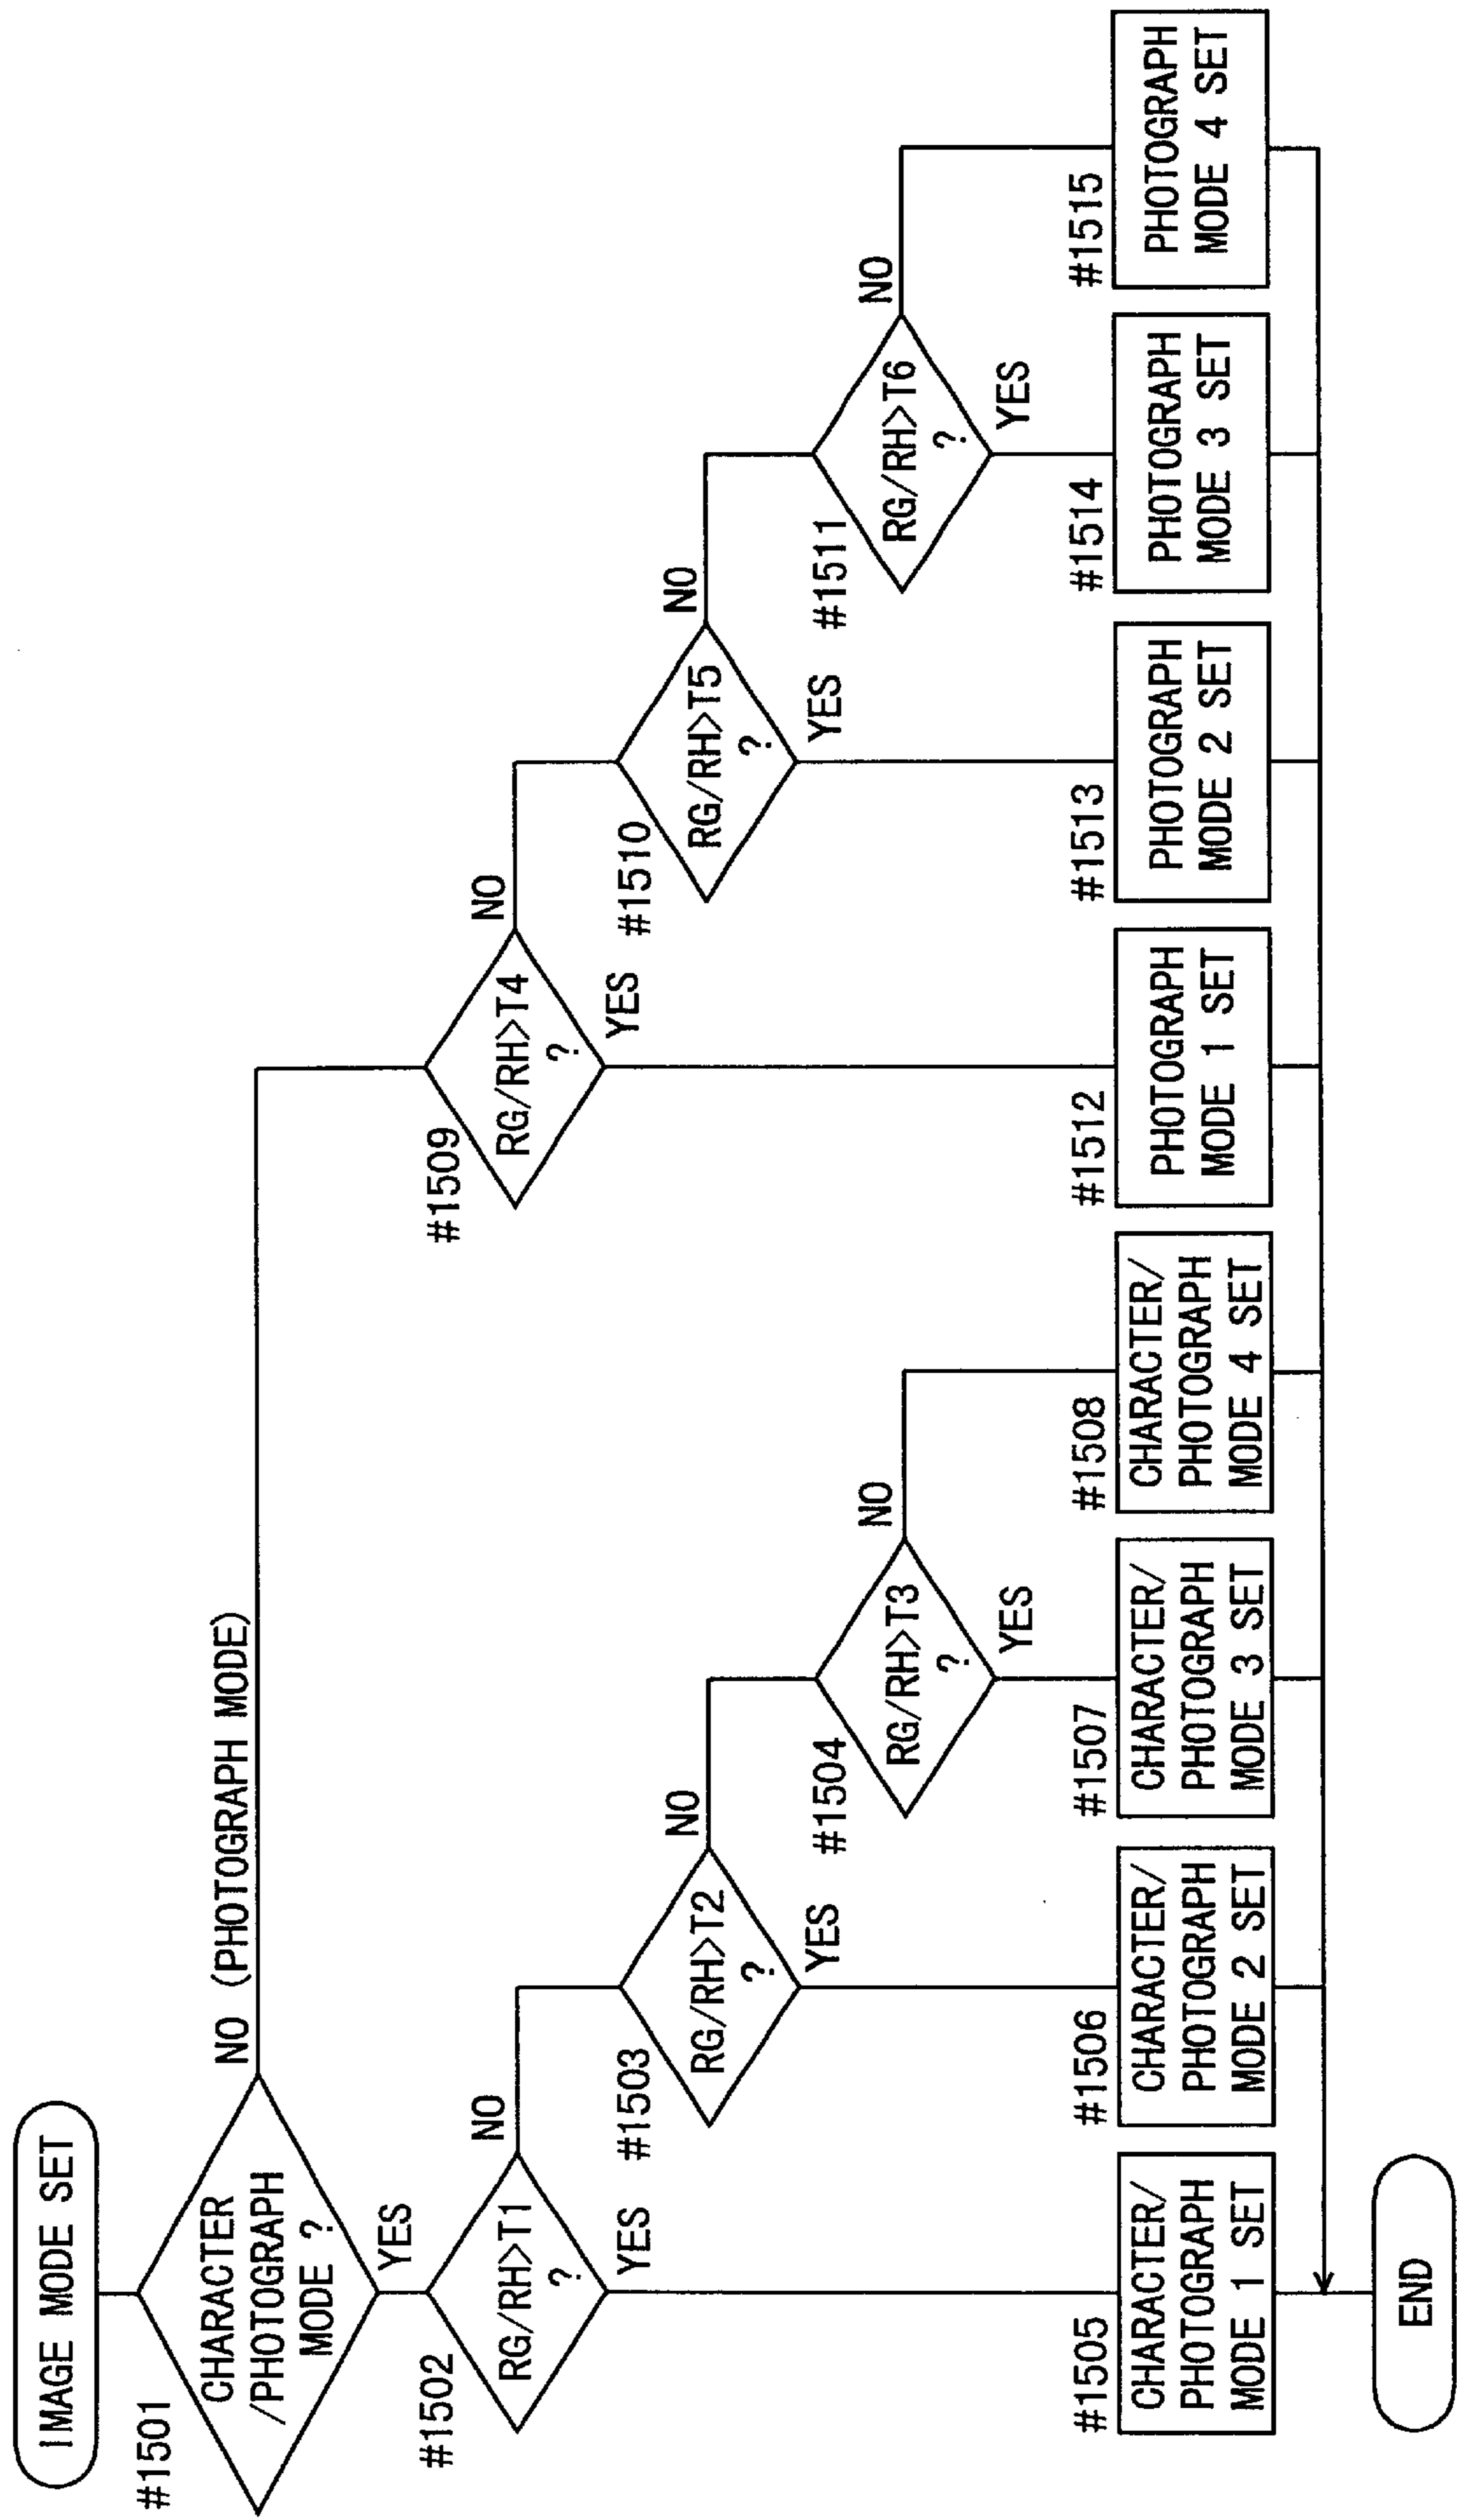 IMAGE MODE SET
#1501
CHARACTER
/PHOTOGRAPH
MODE ?
NO (PHOTOGRAPH MODE)
YES
#1502
RG/RH>T1
?
NO
YES
#1503
RG/RH>T2
?
NO
YES
#1504
RG/RH>T3
?
NO
YES
#1509
RG/RH>T4
?
NO
YES
#1510
RG/RH>T5
?
NO
YES
#1511
RG/RH>T6
?
NO
YES
#1505
CHARACTER/
PHOTOGRAPH
MODE 1 SET
#1506
CHARACTER/
PHOTOGRAPH
MODE 2 SET
#1507
CHARACTER/
PHOTOGRAPH
MODE 3 SET
#1508
CHARACTER/
PHOTOGRAPH
MODE 4 SET
#1512
PHOTOGRAPH
MODE 1 SET
#1513
PHOTOGRAPH
MODE 2 SET
#1514
PHOTOGRAPH
MODE 3 SET
#1515
PHOTOGRAPH
MODE 4 SET
END